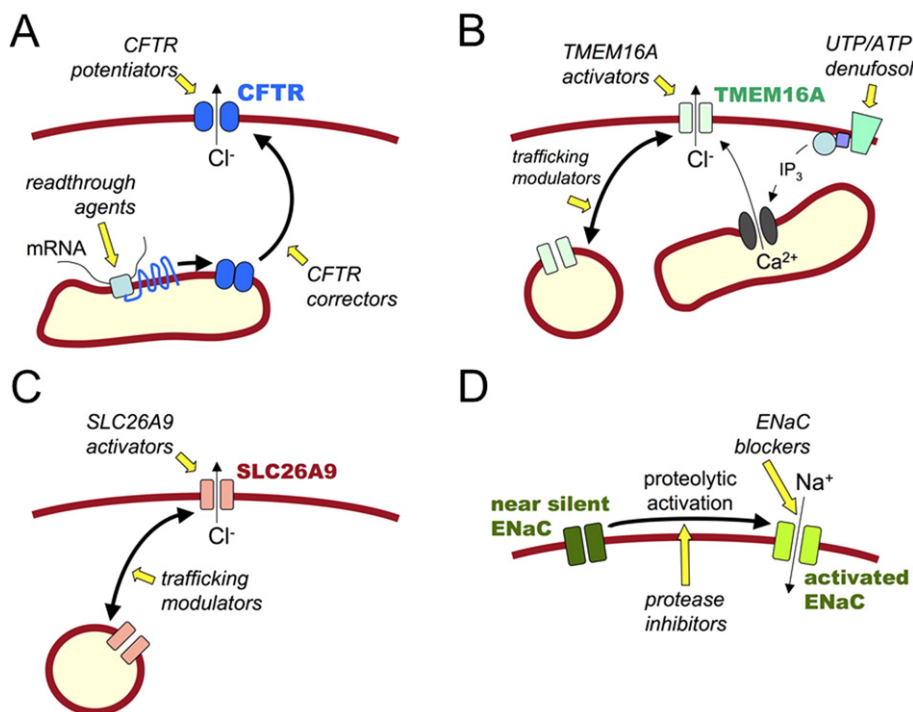 A
CFTR
potentiators
CFTR
Cl-
readthrough
agents
mRNA
CFTR
correctors
B
TMEM16A
activators
UTP/ATP
denufosol
TMEM16A
Cl-
trafficking
modulators
IP3
Ca2+
C
SLC26A9
activators
SLC26A9
Cl-
trafficking
modulators
D
ENaC
blockers
proteolytic
activation
Na+
near silent
ENaC
activated
ENaC
protease
inhibitors